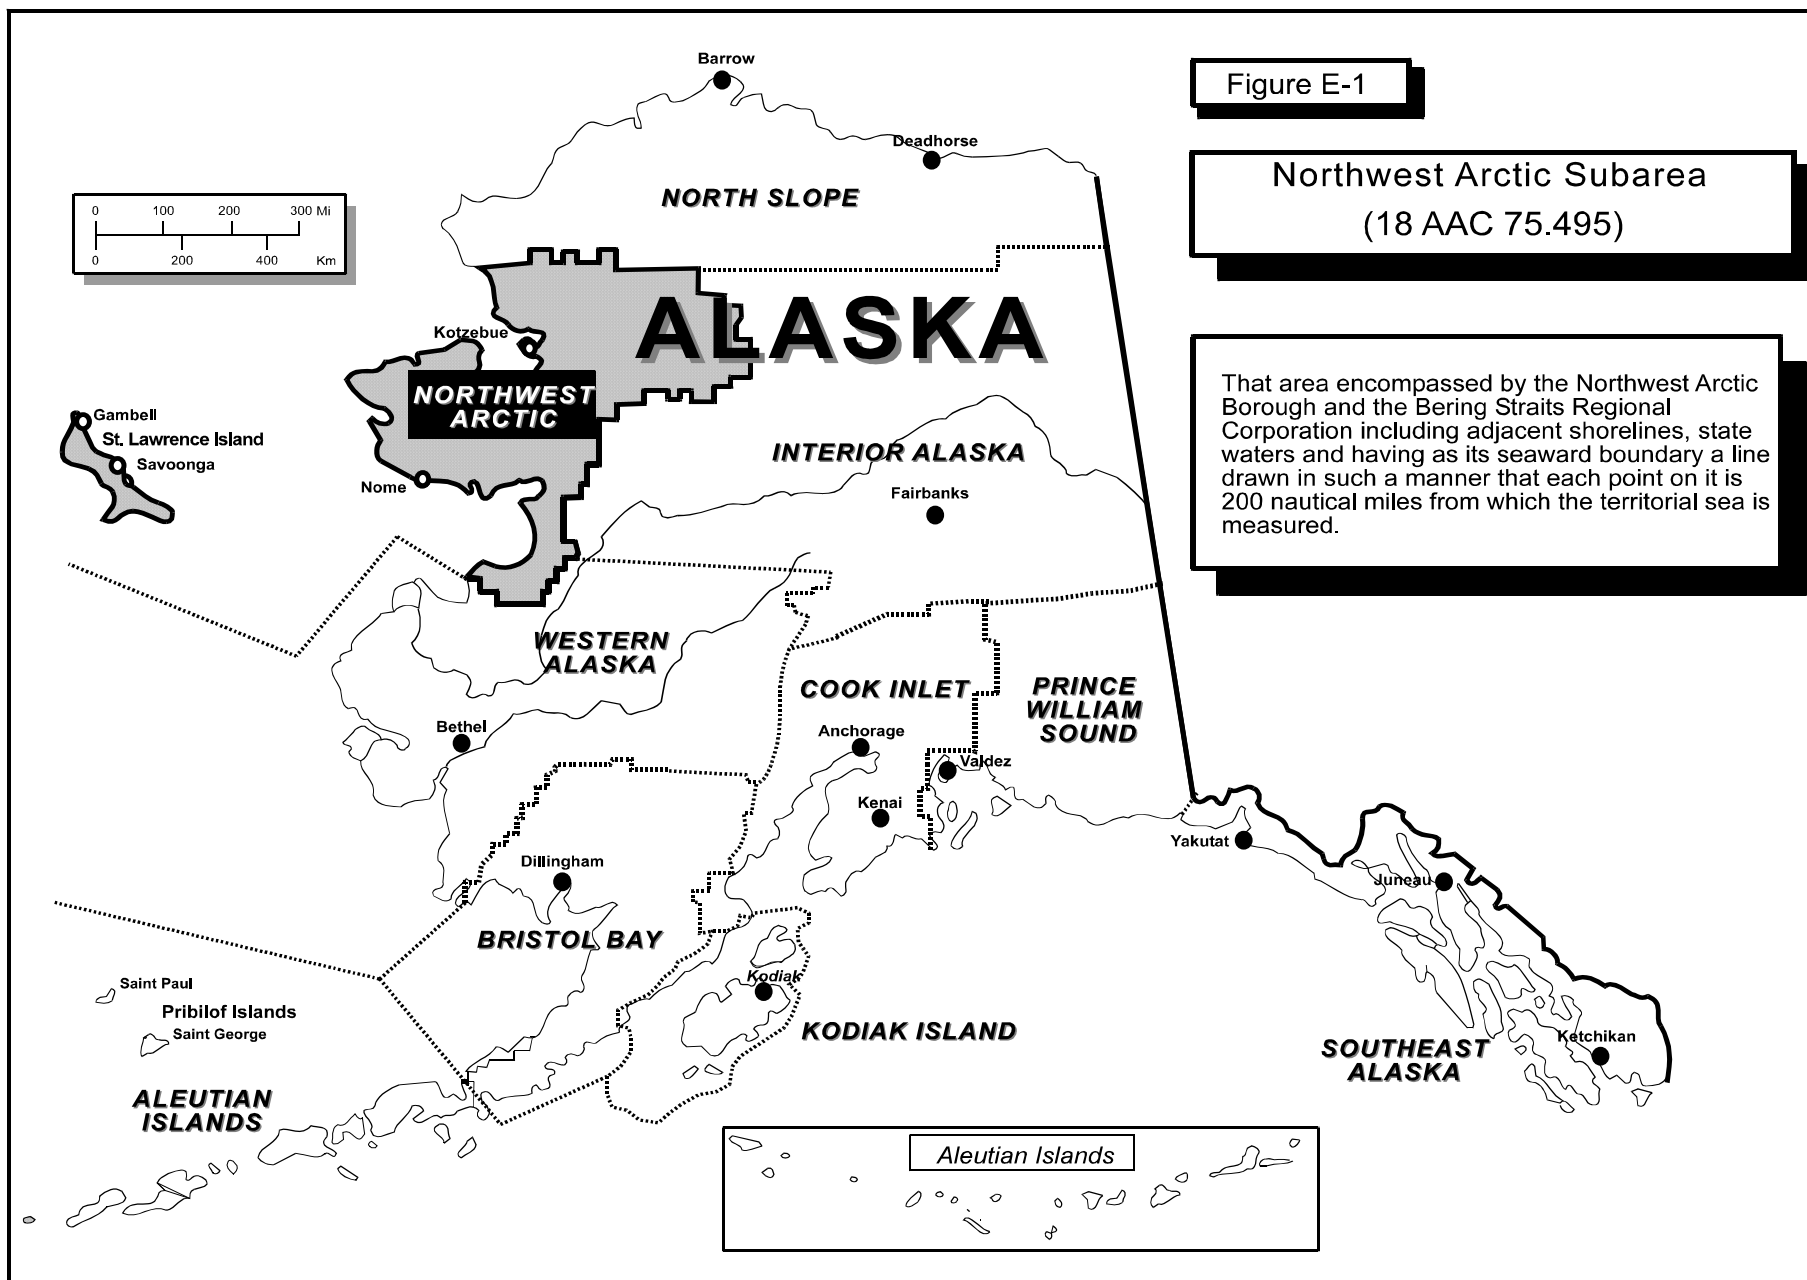 Barrow
Figure E-1
Deadhorse
Northwest Arctic Subarea
(18 AAC 75.495)
NORTH SLOPE
0 100 200 300 Mi
0 200 400 Km
ALASKA
Kotzebue
That area encompassed by the Northwest Arctic
Borough and the Bering Straits Regional
Corporation including adjacent shorelines, state
waters and having as its seaward boundary a line
drawn in such a manner that each point on it is
200 nautical miles from which the territorial sea is
measured.
NORTHWEST
ARCTIC
Gambell
St. Lawrence Island
Savoonga
Nome
INTERIOR ALASKA
Fairbanks
WESTERN
ALASKA
COOK INLET
PRINCE
WILLIAM
SOUND
Bethel
Anchorage
Valdez
Kenai
Yakutat
Dillingham
Juneau
BRISTOL BAY
Kodiak
Saint Paul
Pribilof Islands
Saint George
KODIAK ISLAND
Ketchikan
SOUTHEAST
ALASKA
ALEUTIAN
ISLANDS
Aleutian Islands